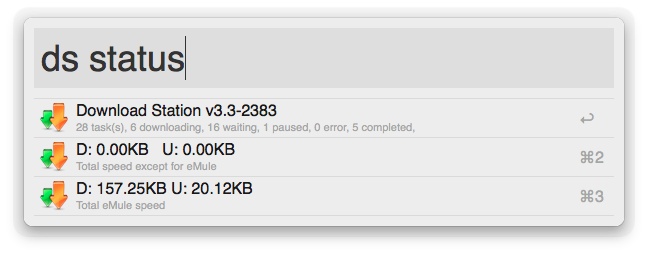 ds status
Download Station v3.3-2383
28 task(s), 6 downloading, 16 waiting, 1 paused, 0 error, 5 completed,
↩
D: 0.00KB U: 0.00KB
Total speed except for eMule
⌘2
D: 157.25KB U: 20.12KB
Total eMule speed
⌘3